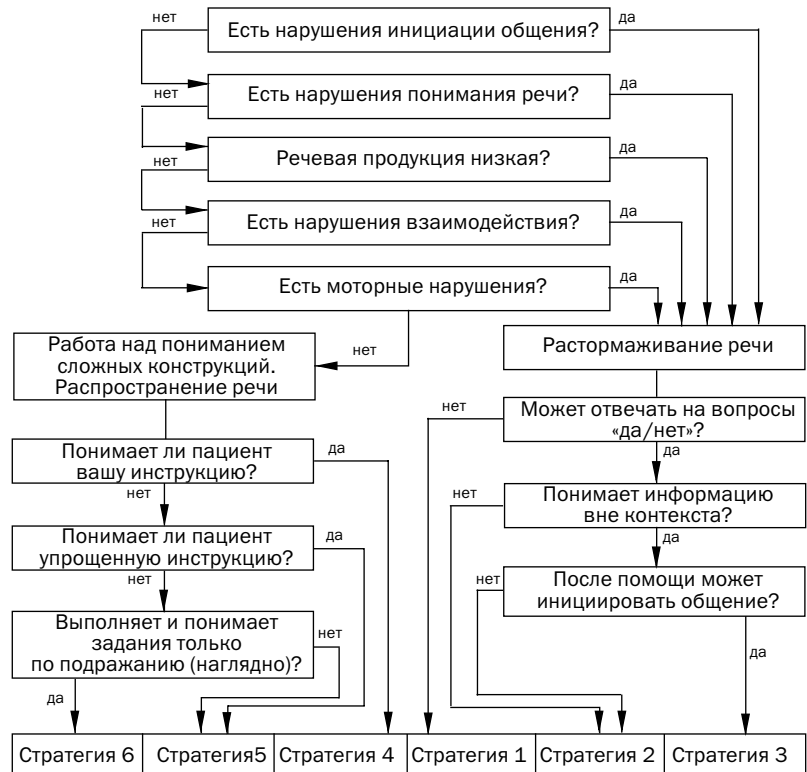 нет
Есть нарушения инициации общения?
да
нет
Есть нарушения понимания речи?
да
нет
Речевая продукция низкая?
да
нет
Есть нарушения взаимодействия?
да
Есть моторные нарушения?
да
Работа над пониманием
сложных конструкций.
Распространение речи
нет
Растормаживание речи
нет
Может отвечать на вопросы
«да/нет»?
да
Понимает ли пациент
вашу инструкцию?
да
нет
нет
Понимает информацию
вне контекста?
да
Понимает ли пациент
упрощенную инструкцию?
да
нет
нет
После помощи может
инициировать общение?
да
Выполняет и понимает
задания только
по подражанию (наглядно)?
нет
да
Стратегия 6
Стратегия5
Стратегия 4
Стратегия 1
Стратегия 2
Стратегия 3